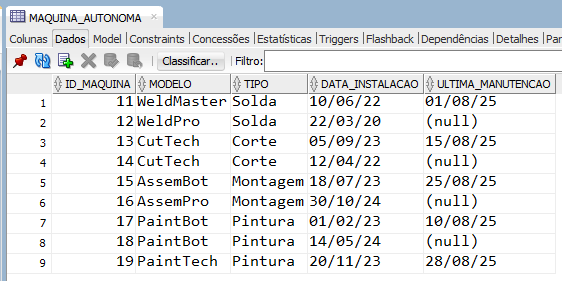 MAQUINA_AUTONOMA
Colunas Dados Model Constraints Concessões Estatísticas Triggers Flashback Dependências Detalhes Par
Classificar.. Filtro:
ID_MAQUINA MODELO TIPO DATA_INSTALACAO ULTIMA_MANUTENCAO
1 11 WeldMaster Solda 10/06/22 01/08/25
2 12 WeldPro Solda 22/03/20 (null)
3 13 CutTech Corte 05/09/23 15/08/25
4 14 CutTech Corte 12/04/22 (null)
5 15 AssemBot Montagem 18/07/23 25/08/25
6 16 AssemPro Montagem 30/10/24 (null)
7 17 PaintBot Pintura 01/02/23 10/08/25
8 18 PaintBot Pintura 14/05/24 (null)
9 19 PaintTech Pintura 20/11/23 28/08/25